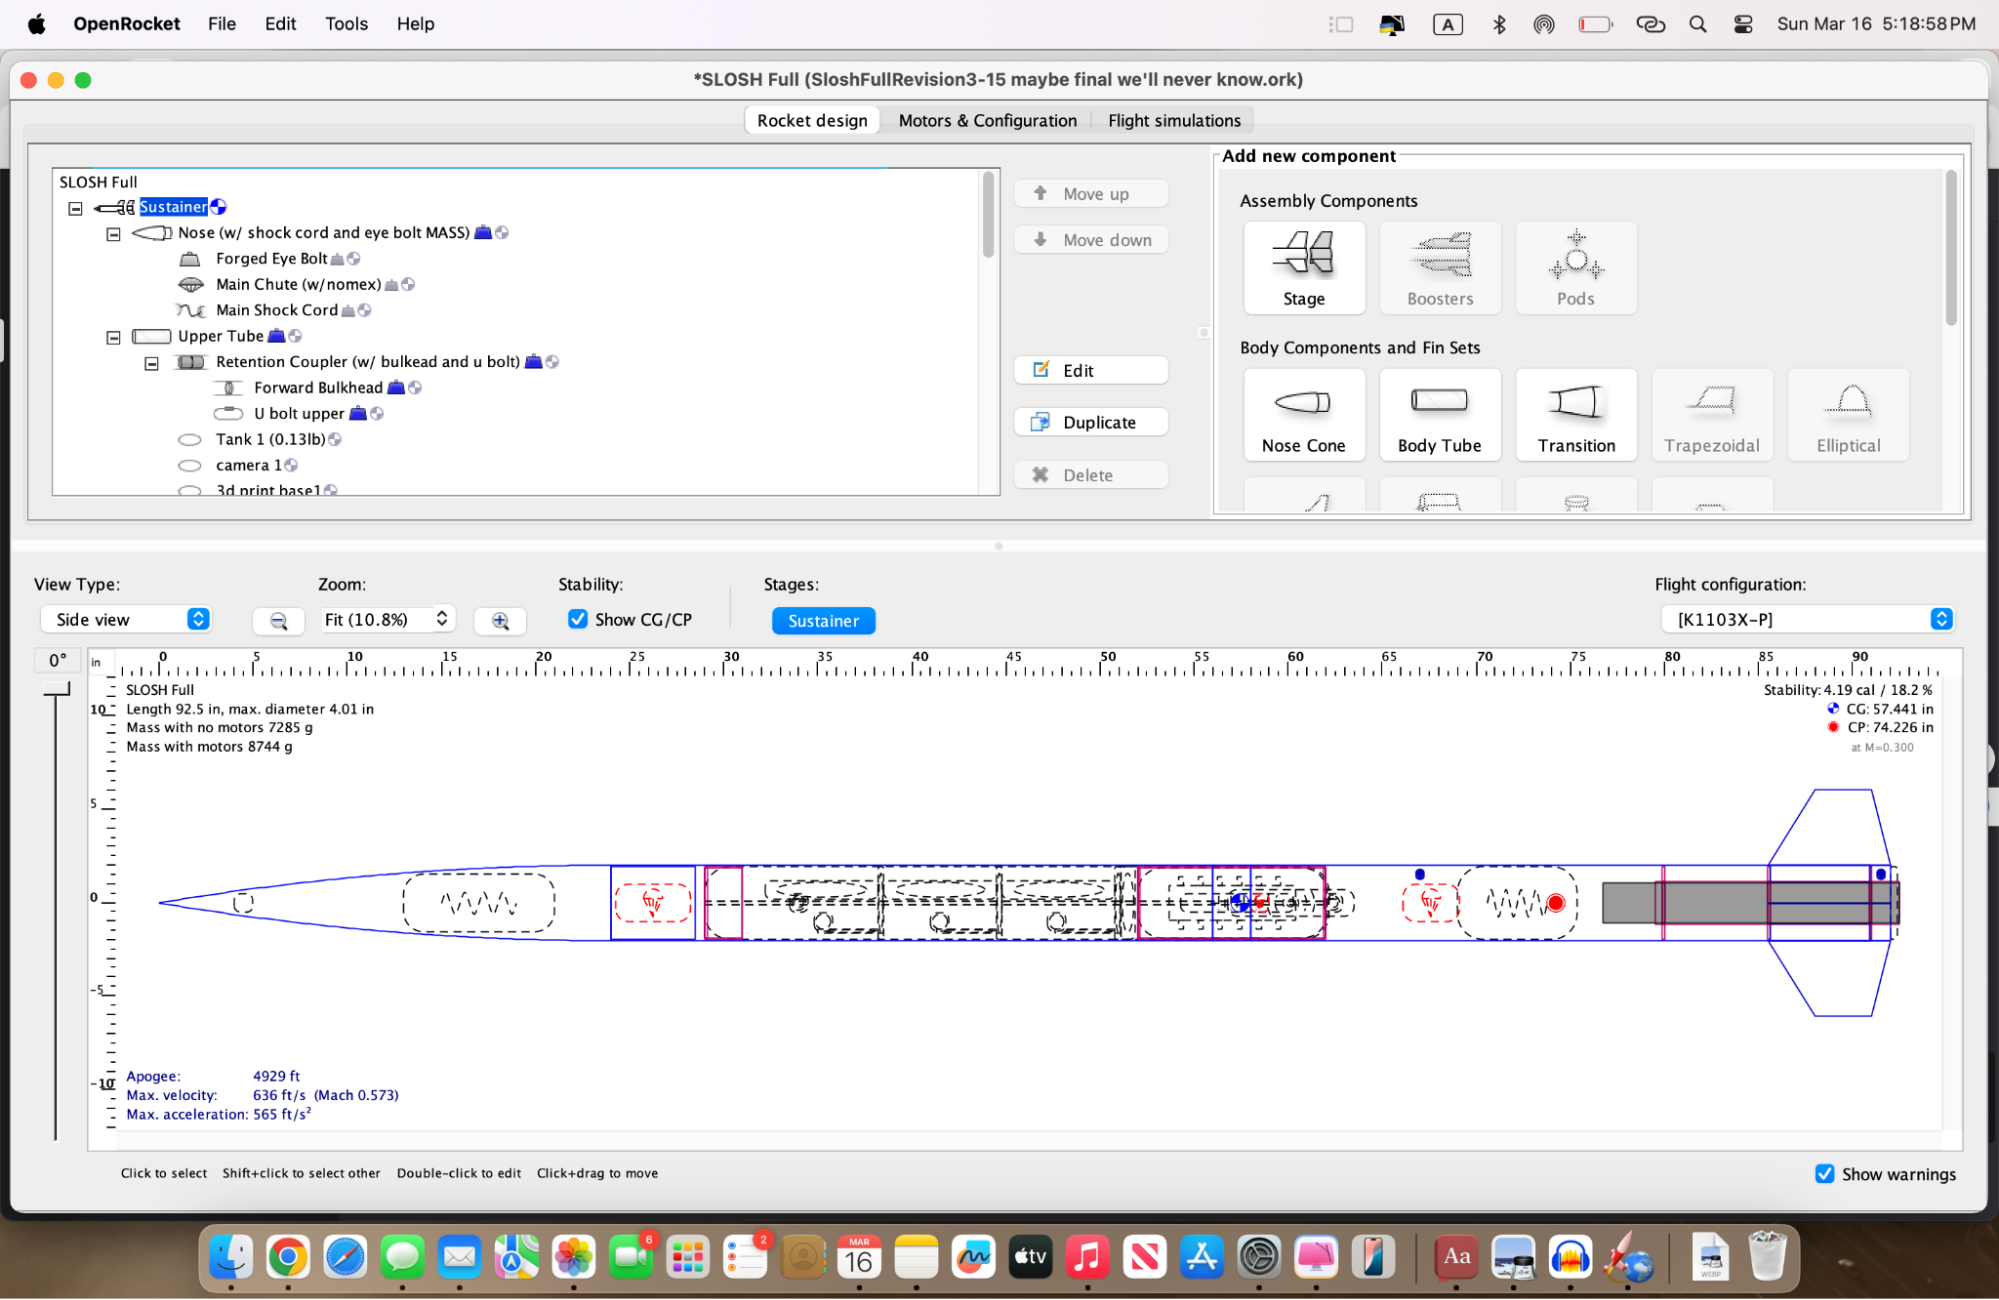 OpenRocket File Edit Tools Help
A
Sun Mar 16 5:18:58 PM
*SLOSH Full (SloshFullRevision3-15 maybe final we'll never know.ork)
Rocket design Motors & Configuration Flight simulations
SLOSH Full
Sustainer
Nose (w/ shock cord and eye bolt MASS)
Forged Eye Bolt
Main Chute (w/nomex)
Main Shock Cord
Upper Tube
Retention Coupler (w/ bulkead and u bolt)
Forward Bulkhead
U bolt upper
Tank 1 (0.13lb)
camera 1
3d print base1
Move up
Move down
Edit
Duplicate
Delete
Add new component
Assembly Components
Stage Boosters Pods
Body Components and Fin Sets
Nose Cone Body Tube Transition Trapezoidal Elliptical
View Type: Zoom: Stability: Stages: Flight configuration:
Side view Fit (10.8%) Show CG/CP Sustainer [K1103X-P]
0°
in 0 5 10 15 20 25 30 35 40 45 50 55 60 65 70 75 80 85 90
10
5
0
-5
-10
SLOSH Full
Length 92.5 in, max. diameter 4.01 in
Mass with no motors 7285 g
Mass with motors 8744 g
Stability: 4.19 cal / 18.2 %
CG: 57.441 in
CP: 74.226 in
at M=0.300
Apogee: 4929 ft
Max. velocity: 636 ft/s (Mach 0.573)
Max. acceleration: 565 ft/s²
Click to select Shift+click to select other Double-click to edit Click+drag to move
Show warnings
6
2
MAR
16
tv
Aa
WEBP